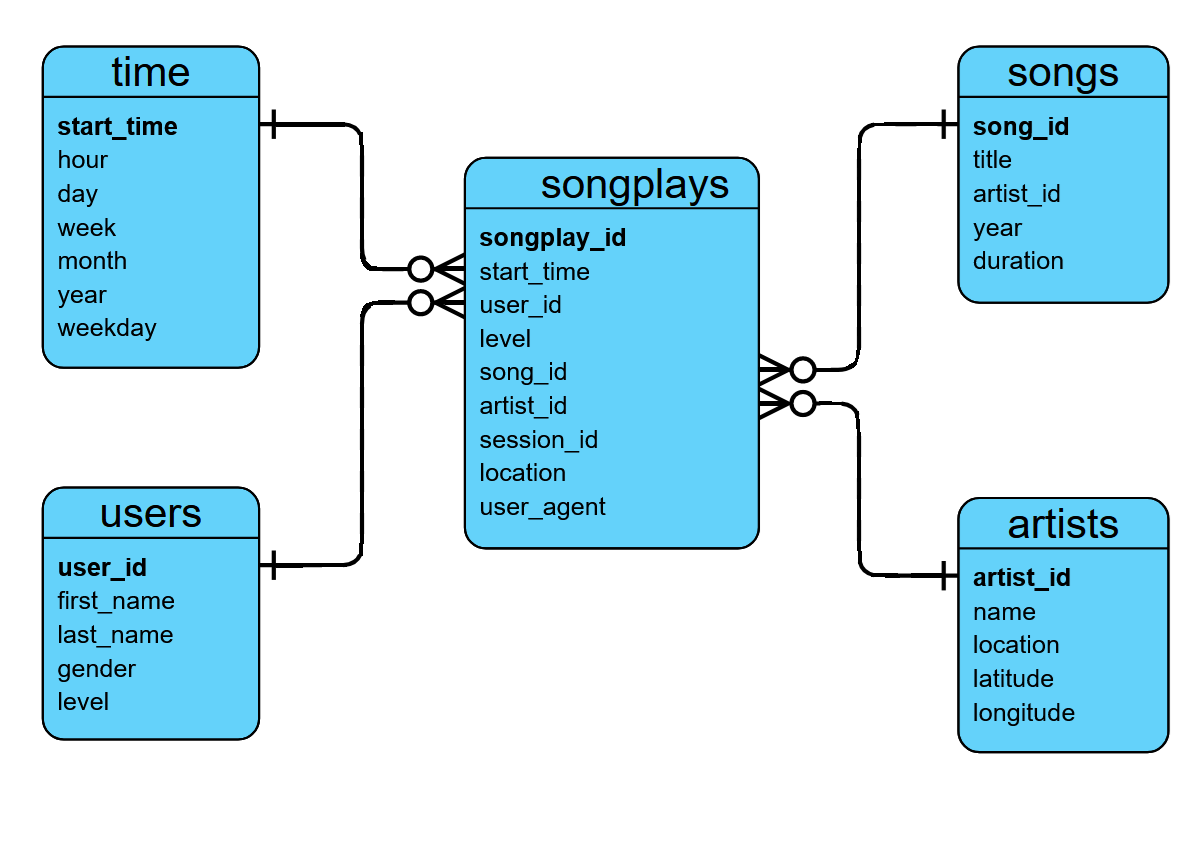 time
start_time
hour
day
week
month
year
weekday
users
user_id
first_name
last_name
gender
level
songplays
songplay_id
start_time
user_id
level
song_id
artist_id
session_id
location
user_agent
songs
song_id
title
artist_id
year
duration
artists
artist_id
name
location
latitude
longitude